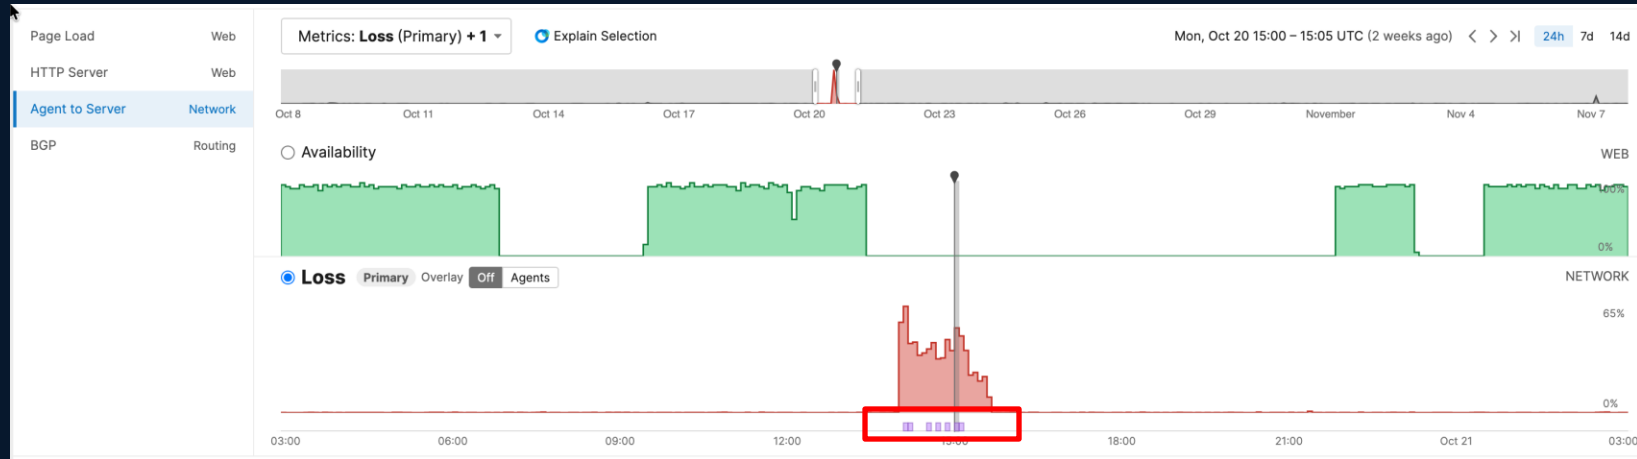 Page Load Web
HTTP Server Web
Agent to Server Network
BGP Routing
Metrics: Loss (Primary) + 1
Explain Selection
Mon, Oct 20 15:00 – 15:05 UTC (2 weeks ago)
24h 7d 14d
Oct 8 Oct 11 Oct 14 Oct 17 Oct 20 Oct 23 Oct 26 Oct 29 November Nov 4 Nov 7
Availability
WEB
100%
0%
Loss Primary Overlay Off Agents
NETWORK
65%
0%
03:00 06:00 09:00 12:00 15:00 18:00 21:00 Oct 21 03:00